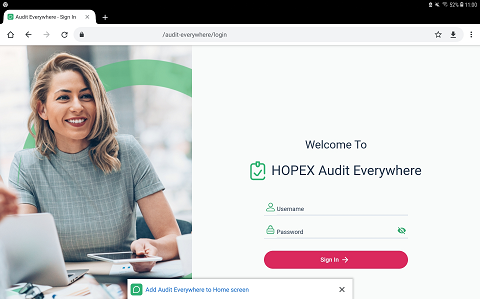 52% 11:00
Audit Everywhere - Sign In
/audit-everywhere/login
Welcome To
HOPEX Audit Everywhere
Username
Password
Sign In
Add Audit Everywhere to Home screen